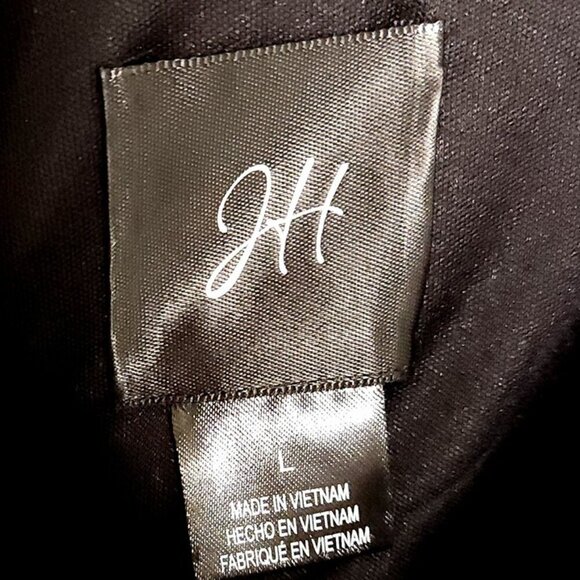 JH
L
MADE IN VIETNAM
HECHO EN VIETNAM
FABRIQUÉ EN VIETNAM